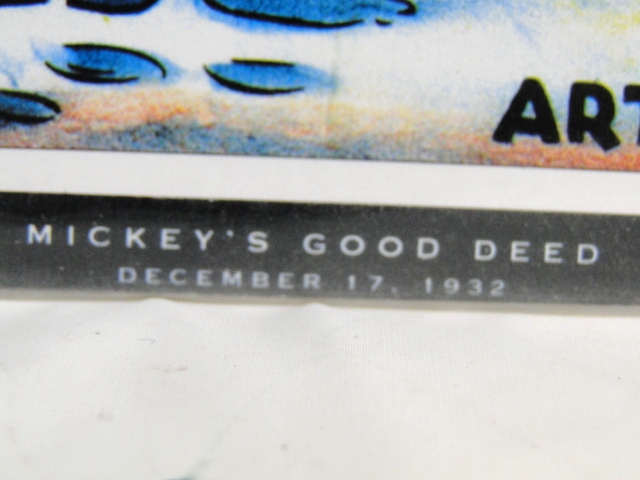 ART
MICKEY'S GOOD DEED
DECEMBER 17, 1932